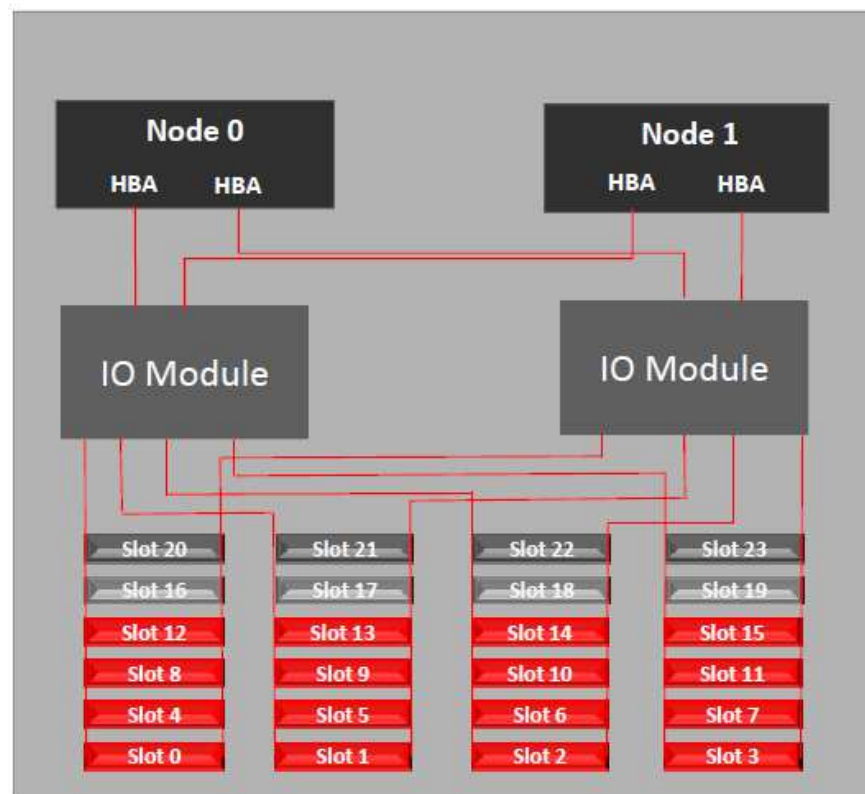 Node 0
Node 1
HBA HBA
HBA HBA
IO Module
IO Module
Slot 20 Slot 21 Slot 22 Slot 23
Slot 16 Slot 17 Slot 18 Slot 19
Slot 12 Slot 13 Slot 14 Slot 15
Slot 8 Slot 9 Slot 10 Slot 11
Slot 4 Slot 5 Slot 6 Slot 7
Slot 0 Slot 1 Slot 2 Slot 3